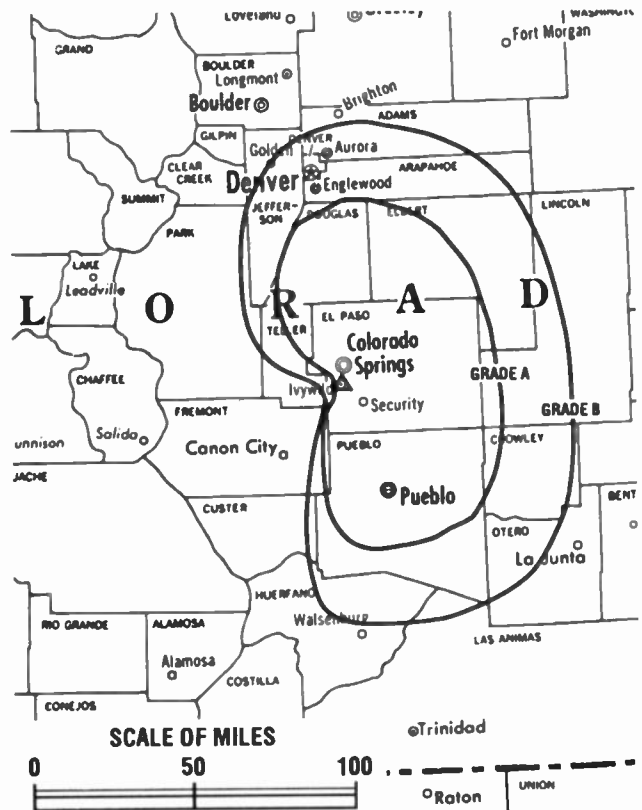 Loveland
WASHINGTON
GRAND
Fort Morgan
BOULDER
Longmont
Boulder
Brighton
ADAMS
GILPIN
DENVER
Golden
Aurora
CLEAR
CREEK
ARAPAHOE
Denver
Englewood
SUMMIT
JEFFER-
SON
DOUGLAS
ELBERT
LINCOLN
PARK
LAKE
Leadville
L O R A D
EL PASO
TELLER
Colorado
Springs
CHAFFEE
GRADE A
Ivywild
Security
FREMONT
GRADE B
unnison
Salida
Canon City
PUEBLO
CROWLEY
JACHE
Pueblo
BENT
CUSTER
OTERO
La Junta
HUERFANO
Walsenburg
RIO GRANDE
ALAMOSA
LAS ANIMAS
Alamosa
COSTILLA
CONEJOS
Trinidad
SCALE OF MILES
0 50 100
Raton
UNION